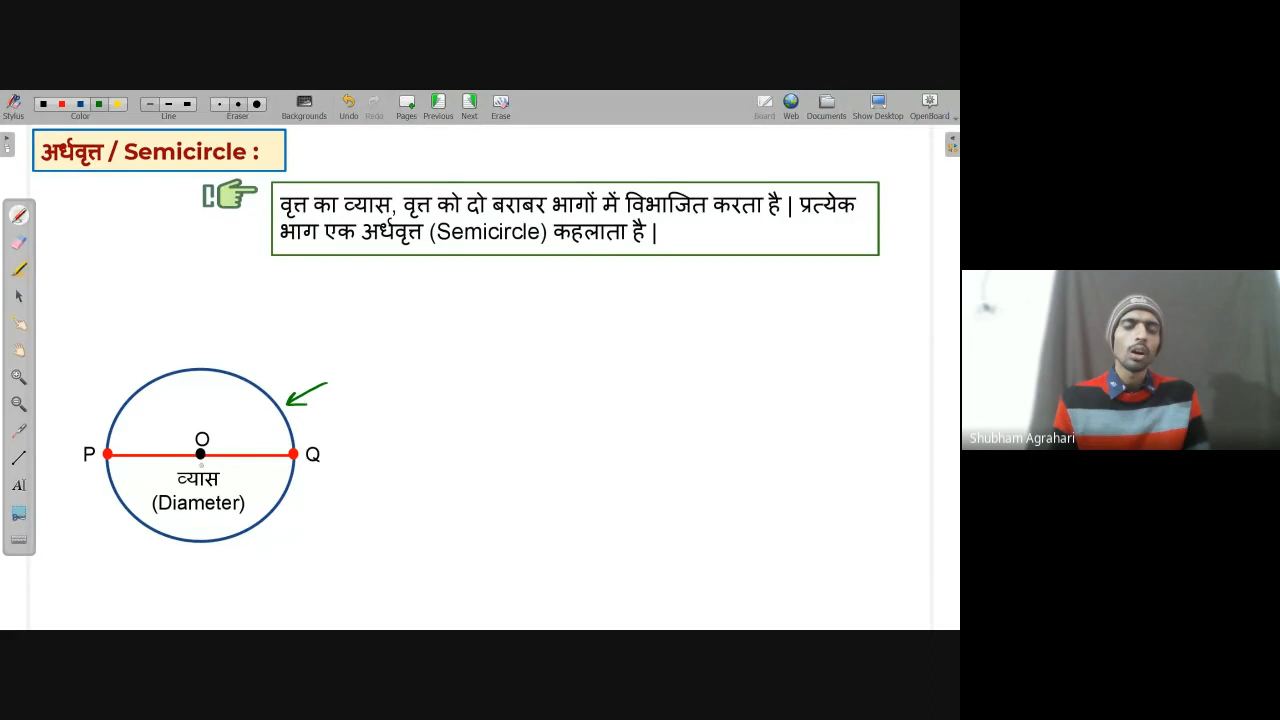 Stylus
Color
Line
Eraser
Backgrounds
Undo
Redo
Pages
Previous
Next
Erase
Board
Web
Documents
Show Desktop
OpenBoard
अर्धवृत्त / Semicircle :
वृत्त का व्यास, वृत्त को दो बराबर भागों में विभाजित करता है | प्रत्येक
भाग एक अर्धवृत्त (Semicircle) कहलाता है |
O
P
Q
व्यास
(Diameter)
Shubham Agrahari